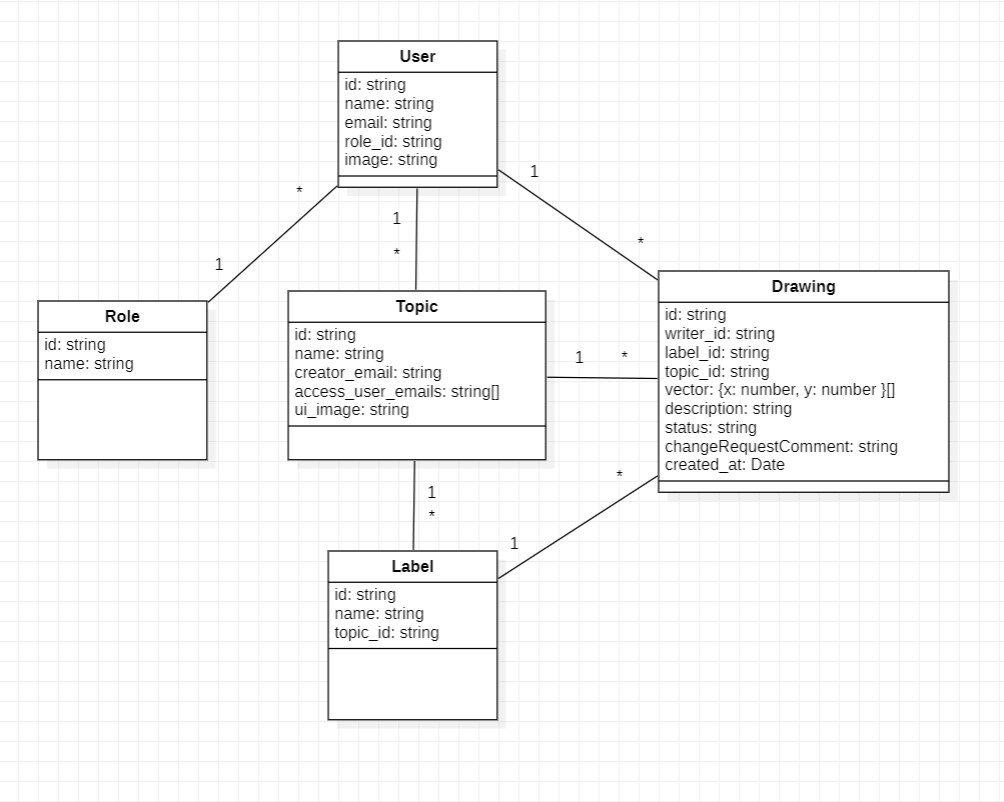 User
id: string
name: string
email: string
role_id: string
image: string
*
1
1
*
1
*
Role
id: string
name: string
Topic
id: string
name: string
creator_email: string
access_user_emails: string[]
ui_image: string
1
*
Drawing
id: string
writer_id: string
label_id: string
topic_id: string
vector: {x: number, y: number }[]
description: string
status: string
changeRequestComment: string
created_at: Date
1
*
*
1
Label
id: string
name: string
topic_id: string